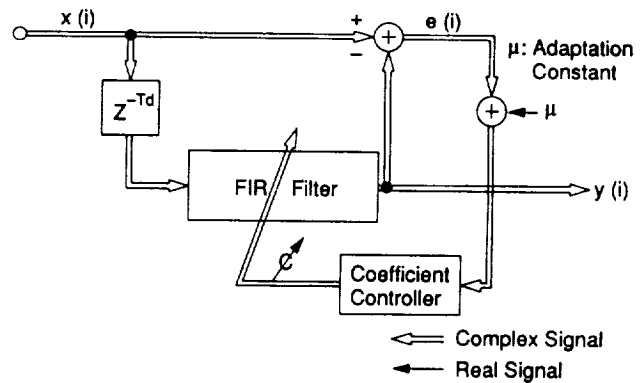 x (i)
+
−
e (i)
μ: Adaptation
Constant
Z^-Td
+
+
μ
FIR Filter
y (i)
₵
Coefficient
Controller
Complex Signal
Real Signal